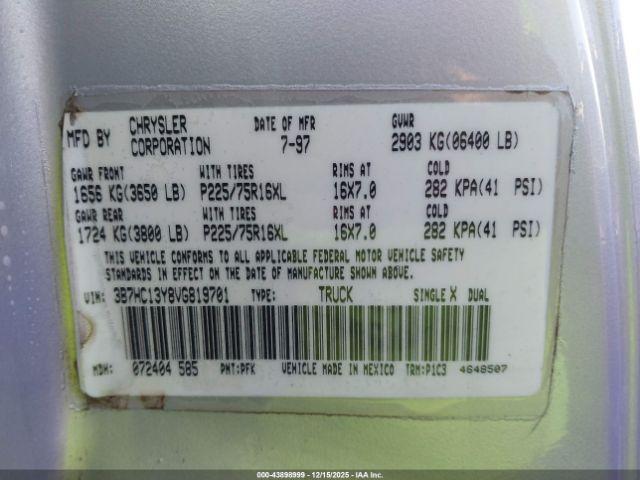 MFD BY CHRYSLER CORPORATION DATE OF MFR 7-97 GVWR 2903 KG(06400 LB)
GAWR FRONT WITH TIRES RIMS AT COLD
1656 KG(3650 LB) P225/75R16XL 16X7.0 282 KPA(41 PSI)
GAWR REAR WITH TIRES RIMS AT COLD
1724 KG(3800 LB) P225/75R16XL 16X7.0 282 KPA(41 PSI)
THIS VEHICLE CONFORMS TO ALL APPLICABLE FEDERAL MOTOR VEHICLE SAFETY
STANDARDS IN EFFECT ON THE DATE OF MANUFACTURE SHOWN ABOVE.
VIN: 3B7HC13Y8VG819701 TYPE: TRUCK SINGLE X DUAL
MDH: 072404 585 PNT:PFK VEHICLE MADE IN MEXICO TRM:P1C3 4648507
000-43898999 - 12/15/2025 - IAA Inc.